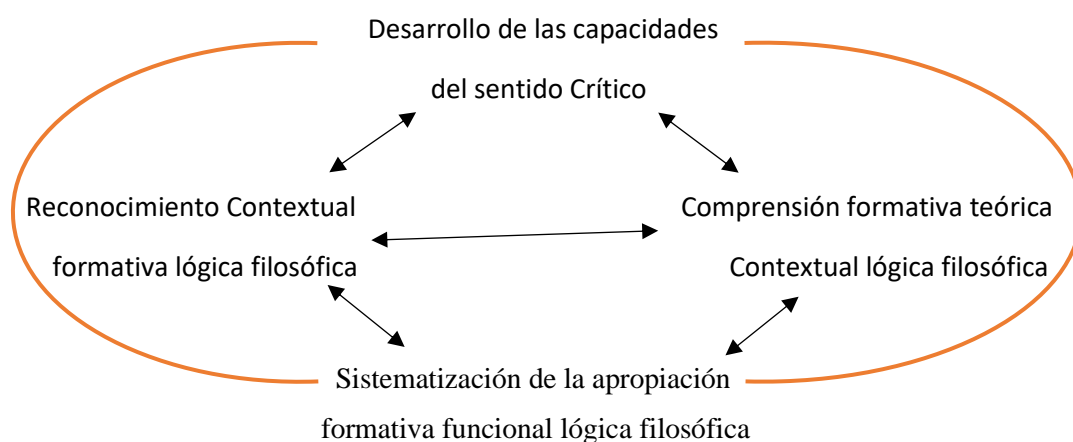 Desarrollo de las capacidades
del sentido Crítico
Reconocimiento Contextual
formativa lógica filosófica
Comprensión formativa teórica
Contextual lógica filosófica
Sistematización de la apropiación
formativa funcional lógica filosófica